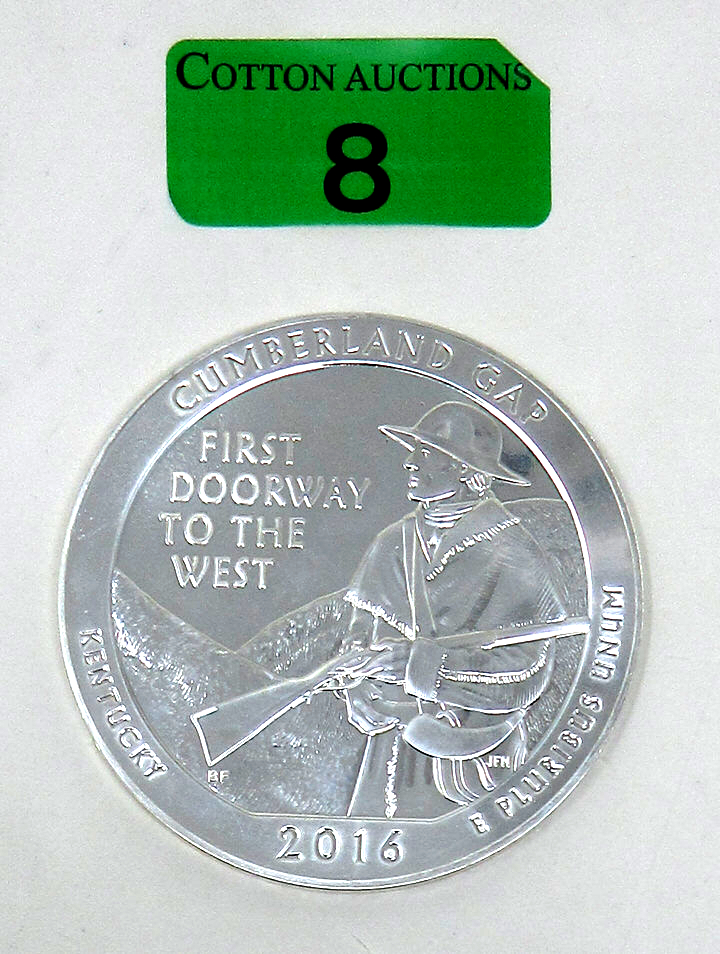 COTTON AUCTIONS
8
CUMBERLAND GAP
FIRST
DOORWAY
TO THE
WEST
KENTUCKY
E PLURIBUS UNUM
BF
JFM
2016